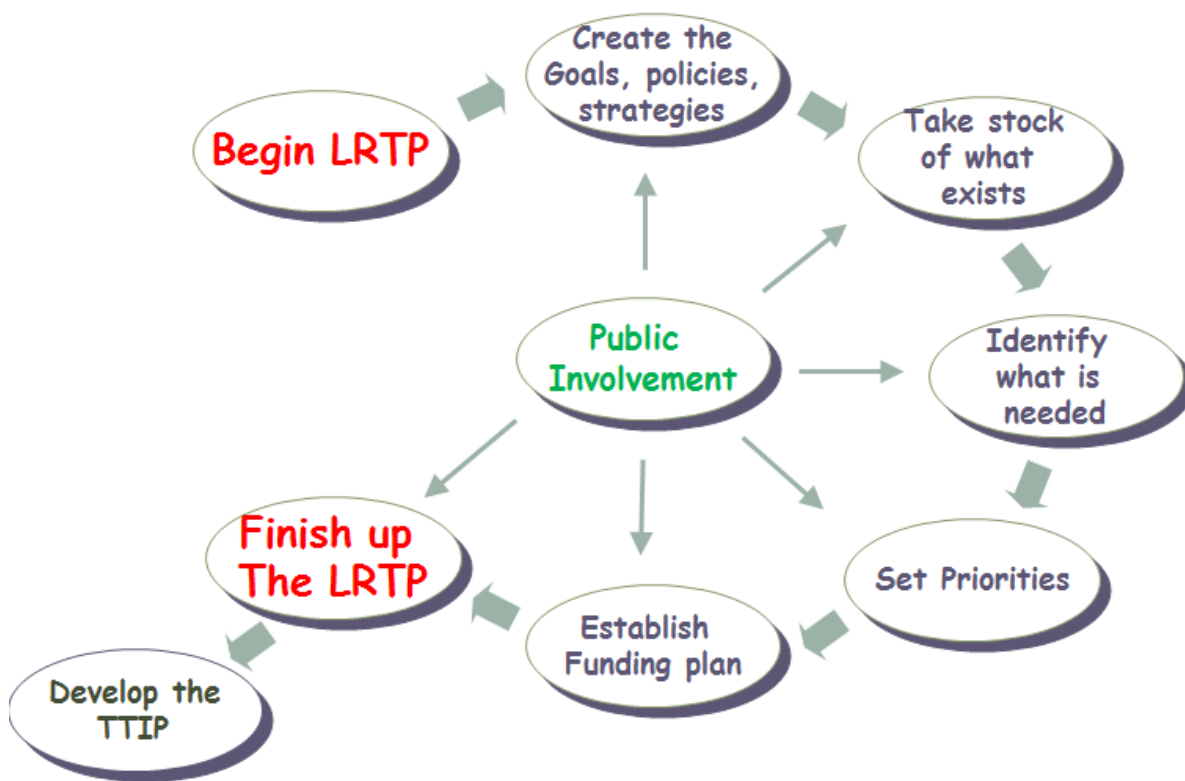 Begin LRTP
Create the
Goals, policies,
strategies
Take stock
of what
exists
Identify
what is
needed
Set Priorities
Establish
Funding plan
Finish up
The LRTP
Develop the
TTIP
Public
Involvement